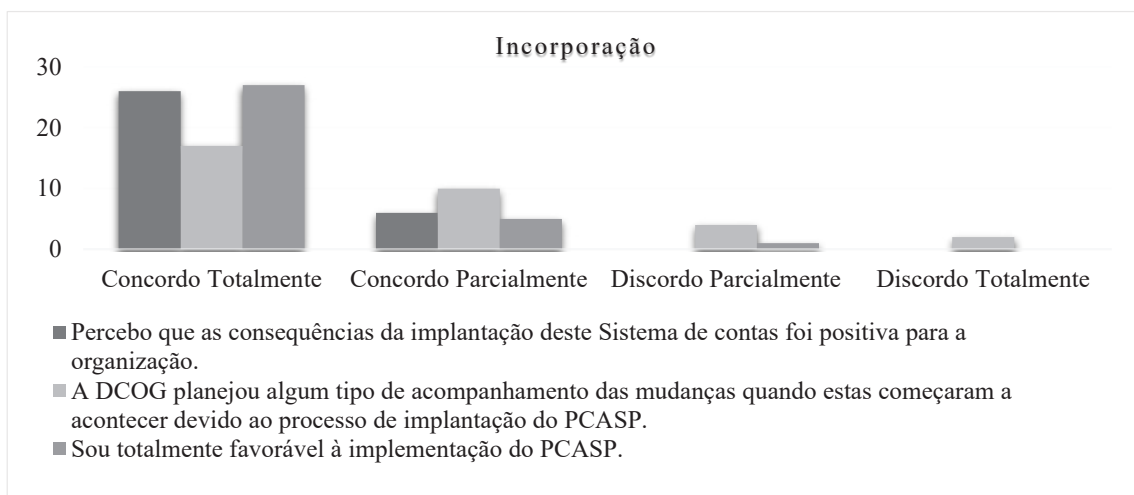 Incorporação
30
20
10
0
Concordo Totalmente Concordo Parcialmente Discordo Parcialmente Discordo Totalmente
Percebo que as consequências da implantação deste Sistema de contas foi positiva para a
organização.
A DCOG planejou algum tipo de acompanhamento das mudanças quando estas começaram a
acontecer devido ao processo de implantação do PCASP.
Sou totalmente favorável à implementação do PCASP.